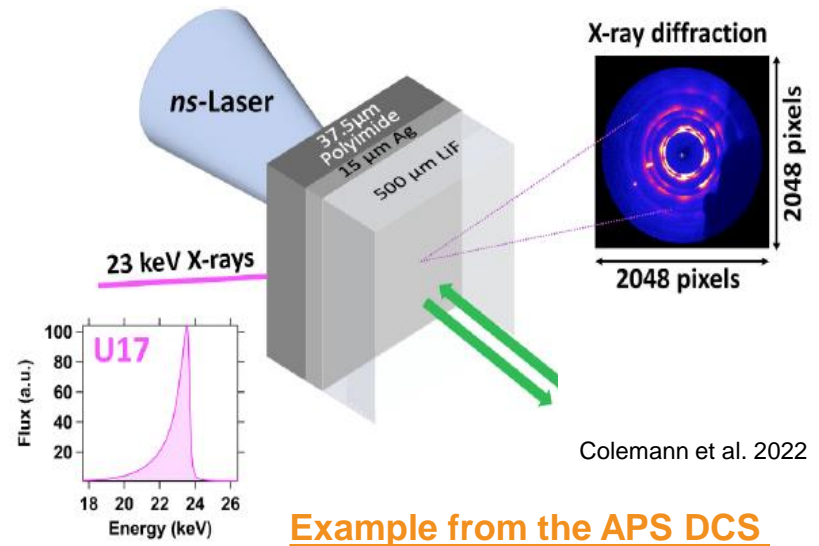 X-ray diffraction
ns-Laser
37.5µm
Polyimide
15 µm Ag
500 µm LiF
2048 pixels
2048 pixels
23 keV X-rays
U17
Flux (a.u.)
100
80
60
40
20
18 20 22 24 26
Energy (keV)
Colemann et al. 2022
Example from the APS DCS